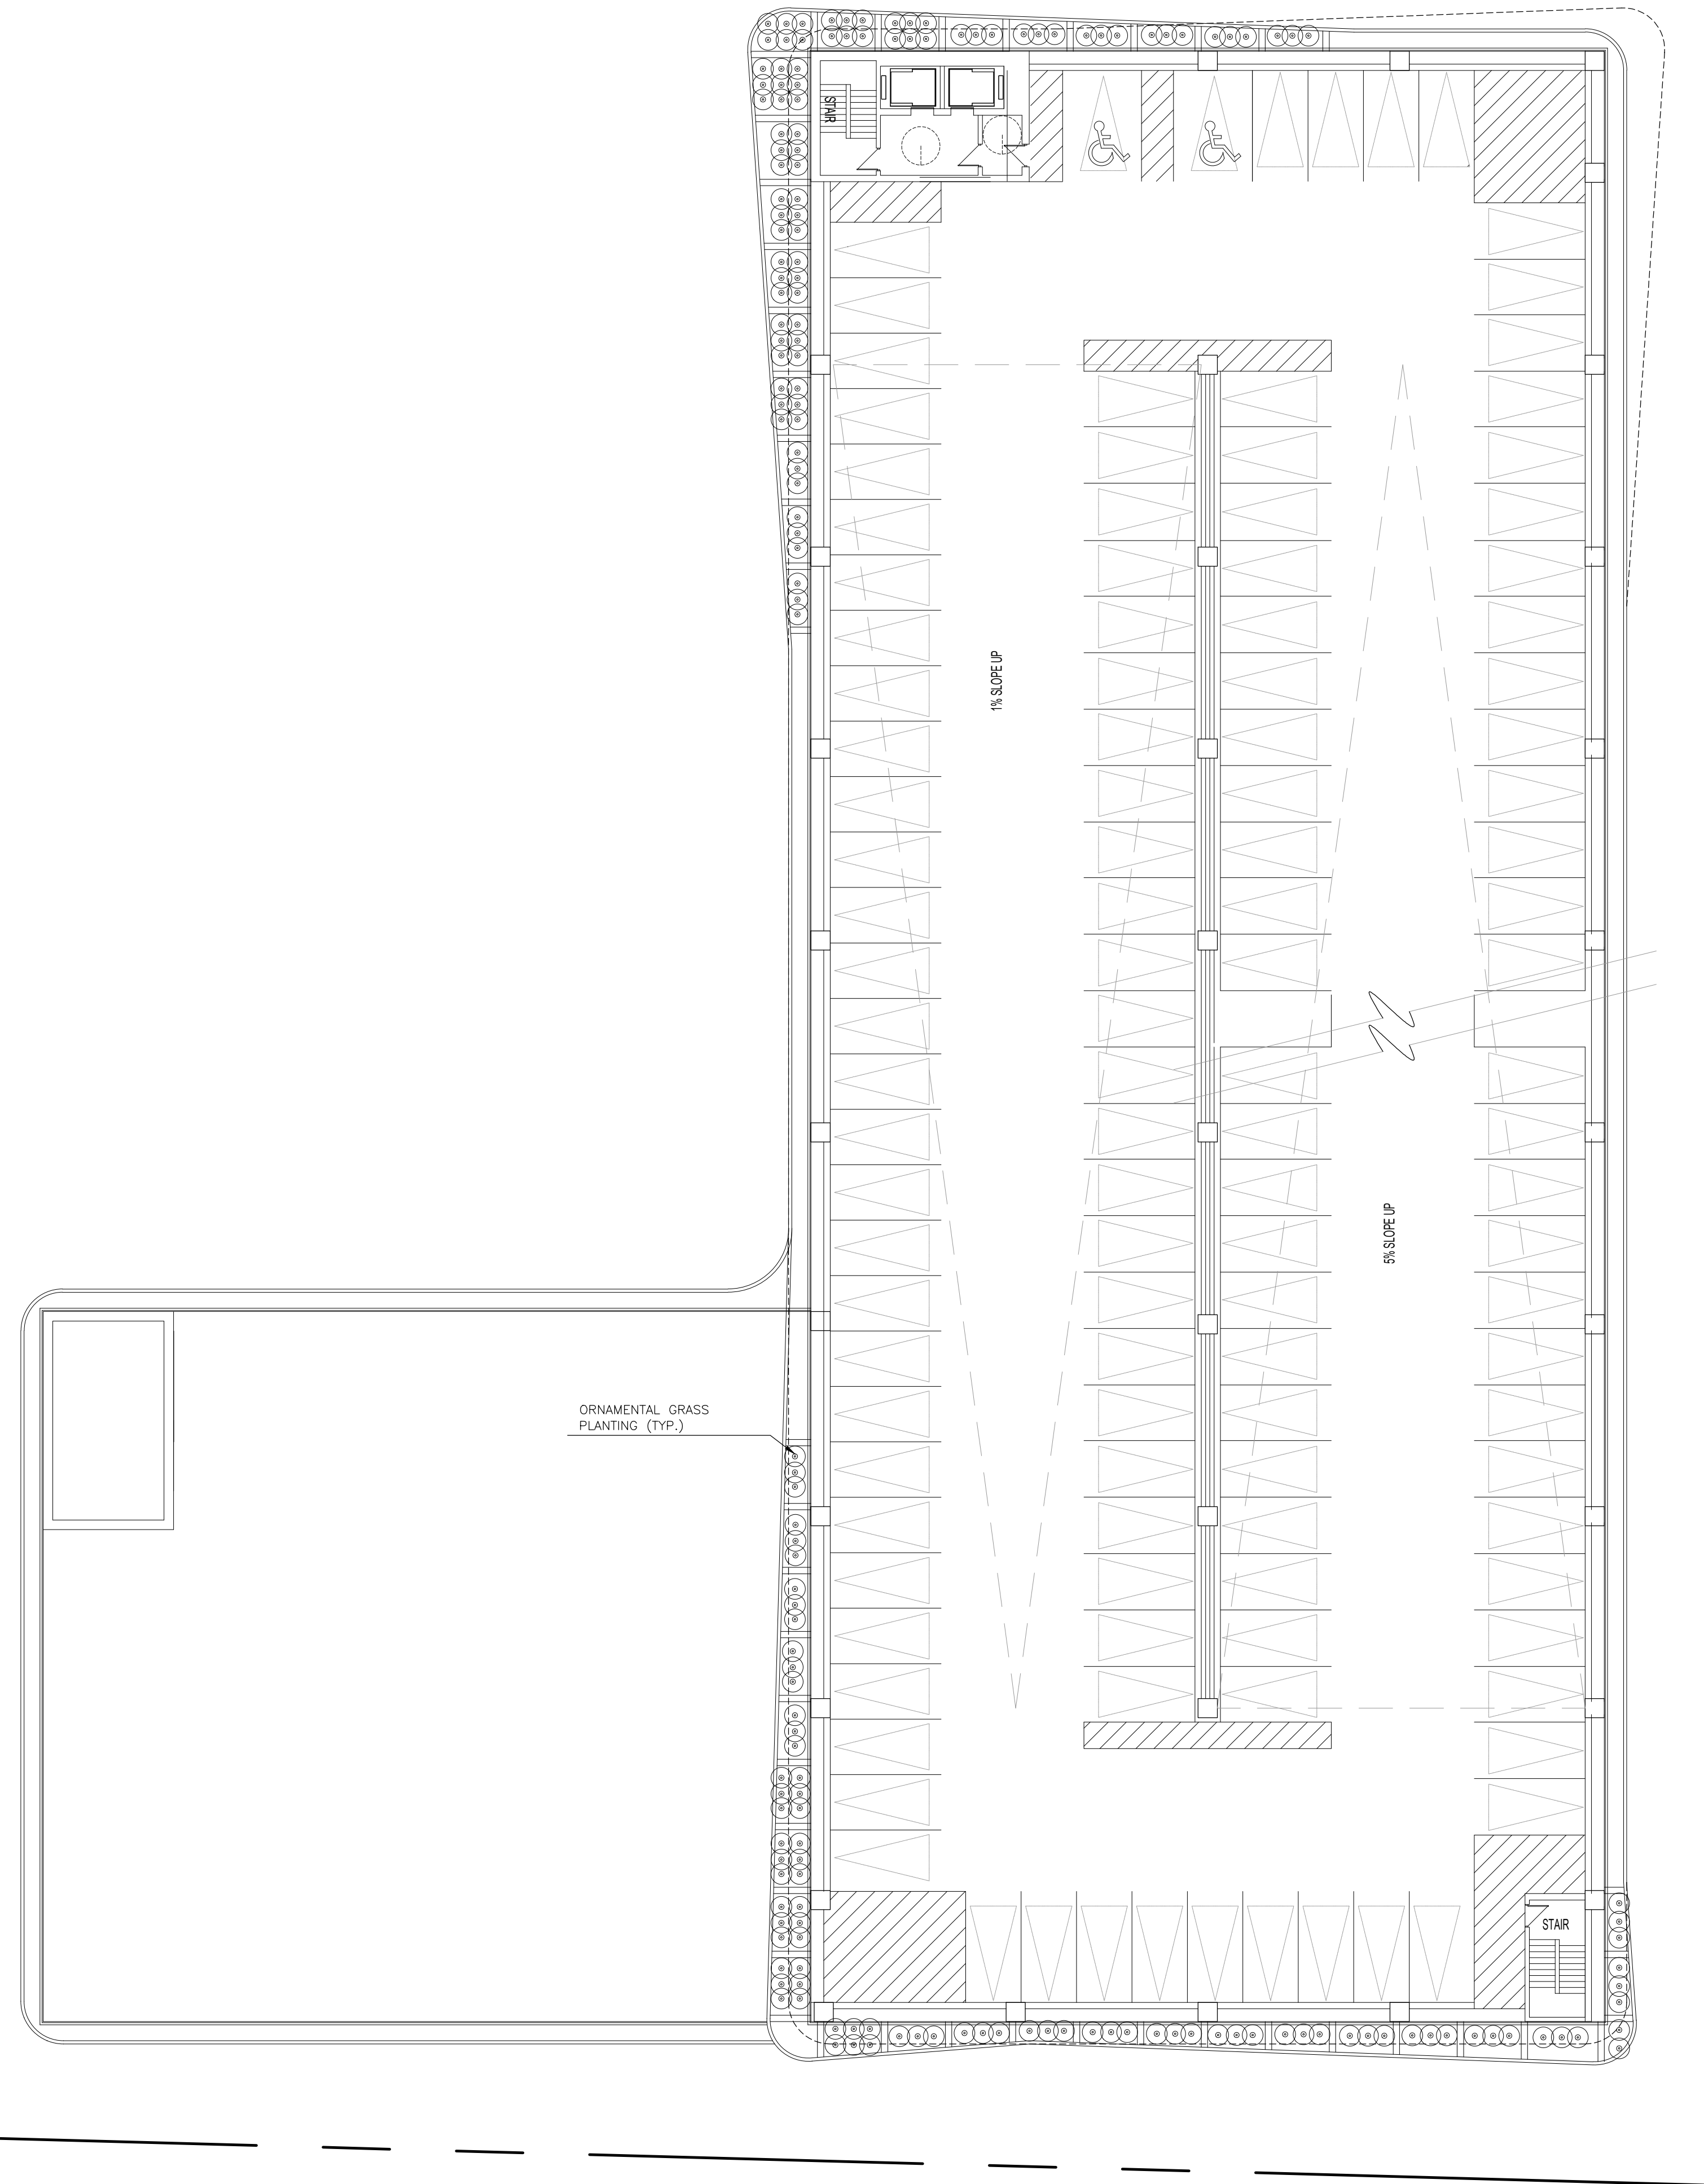 STAIR
1% SLOPE UP
5% SLOPE UP
ORNAMENTAL GRASS
PLANTING (TYP.)
STAIR